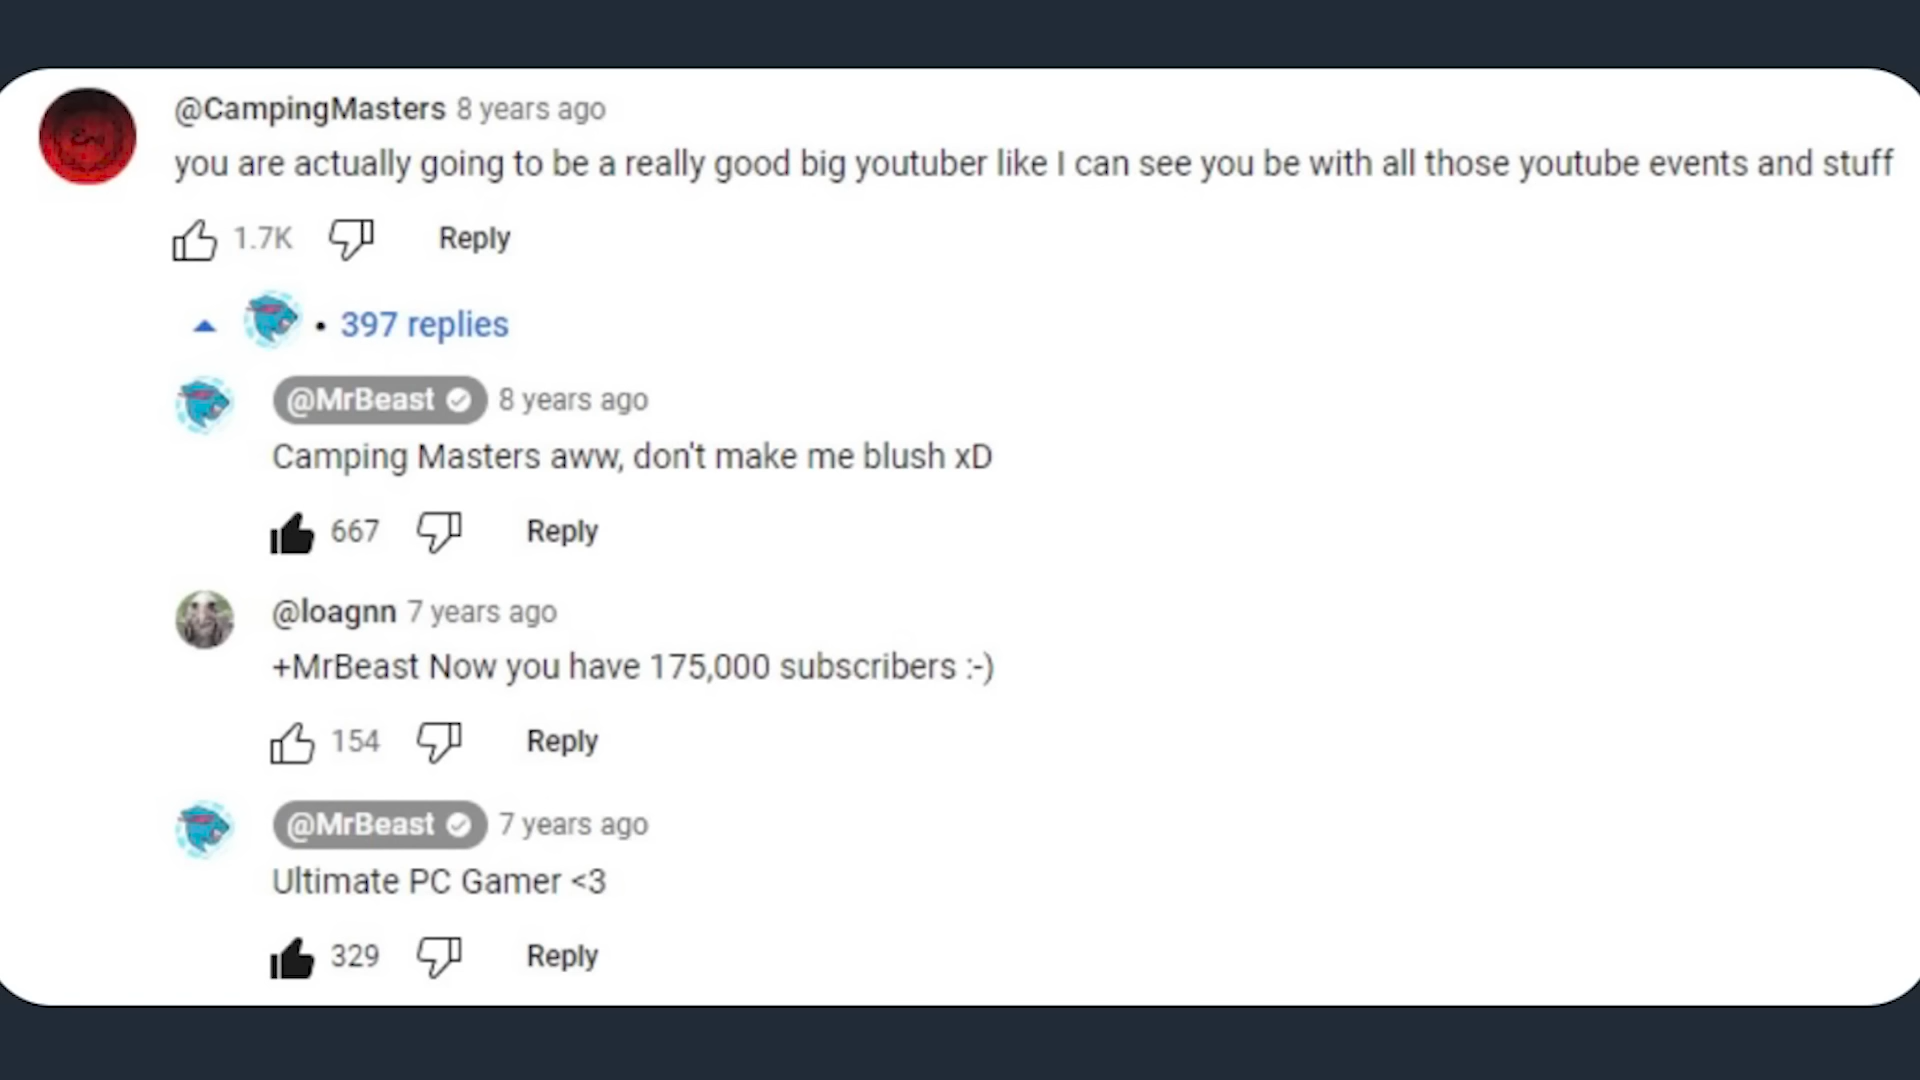 @CampingMasters 8 years ago
you are actually going to be a really good big youtuber like I can see you be with all those youtube events and stuff
1.7K Reply
• 397 replies
@MrBeast 8 years ago
Camping Masters aww, don't make me blush xD
667 Reply
@loagnn 7 years ago
+MrBeast Now you have 175,000 subscribers :-)
154 Reply
@MrBeast 7 years ago
Ultimate PC Gamer <3
329 Reply